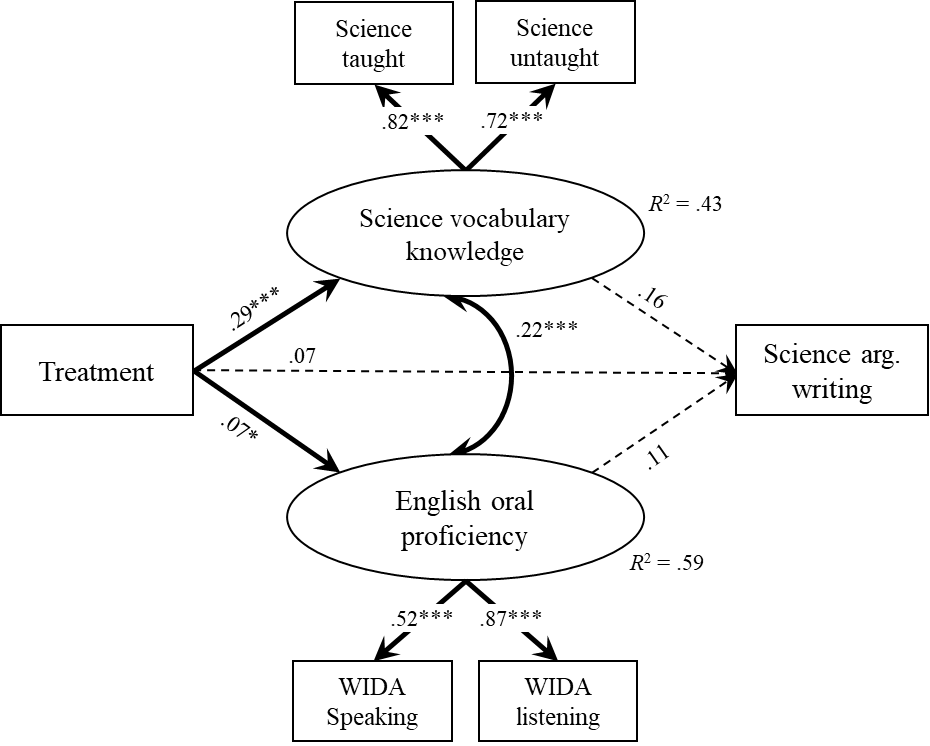 Science
taught
Science
untaught
.82***
.72***
Science vocabulary
knowledge
R² = .43
.29***
.16
.22***
Treatment
.07
Science arg.
writing
.07*
.11
English oral
proficiency
R² = .59
.52***
.87***
WIDA
Speaking
WIDA
listening